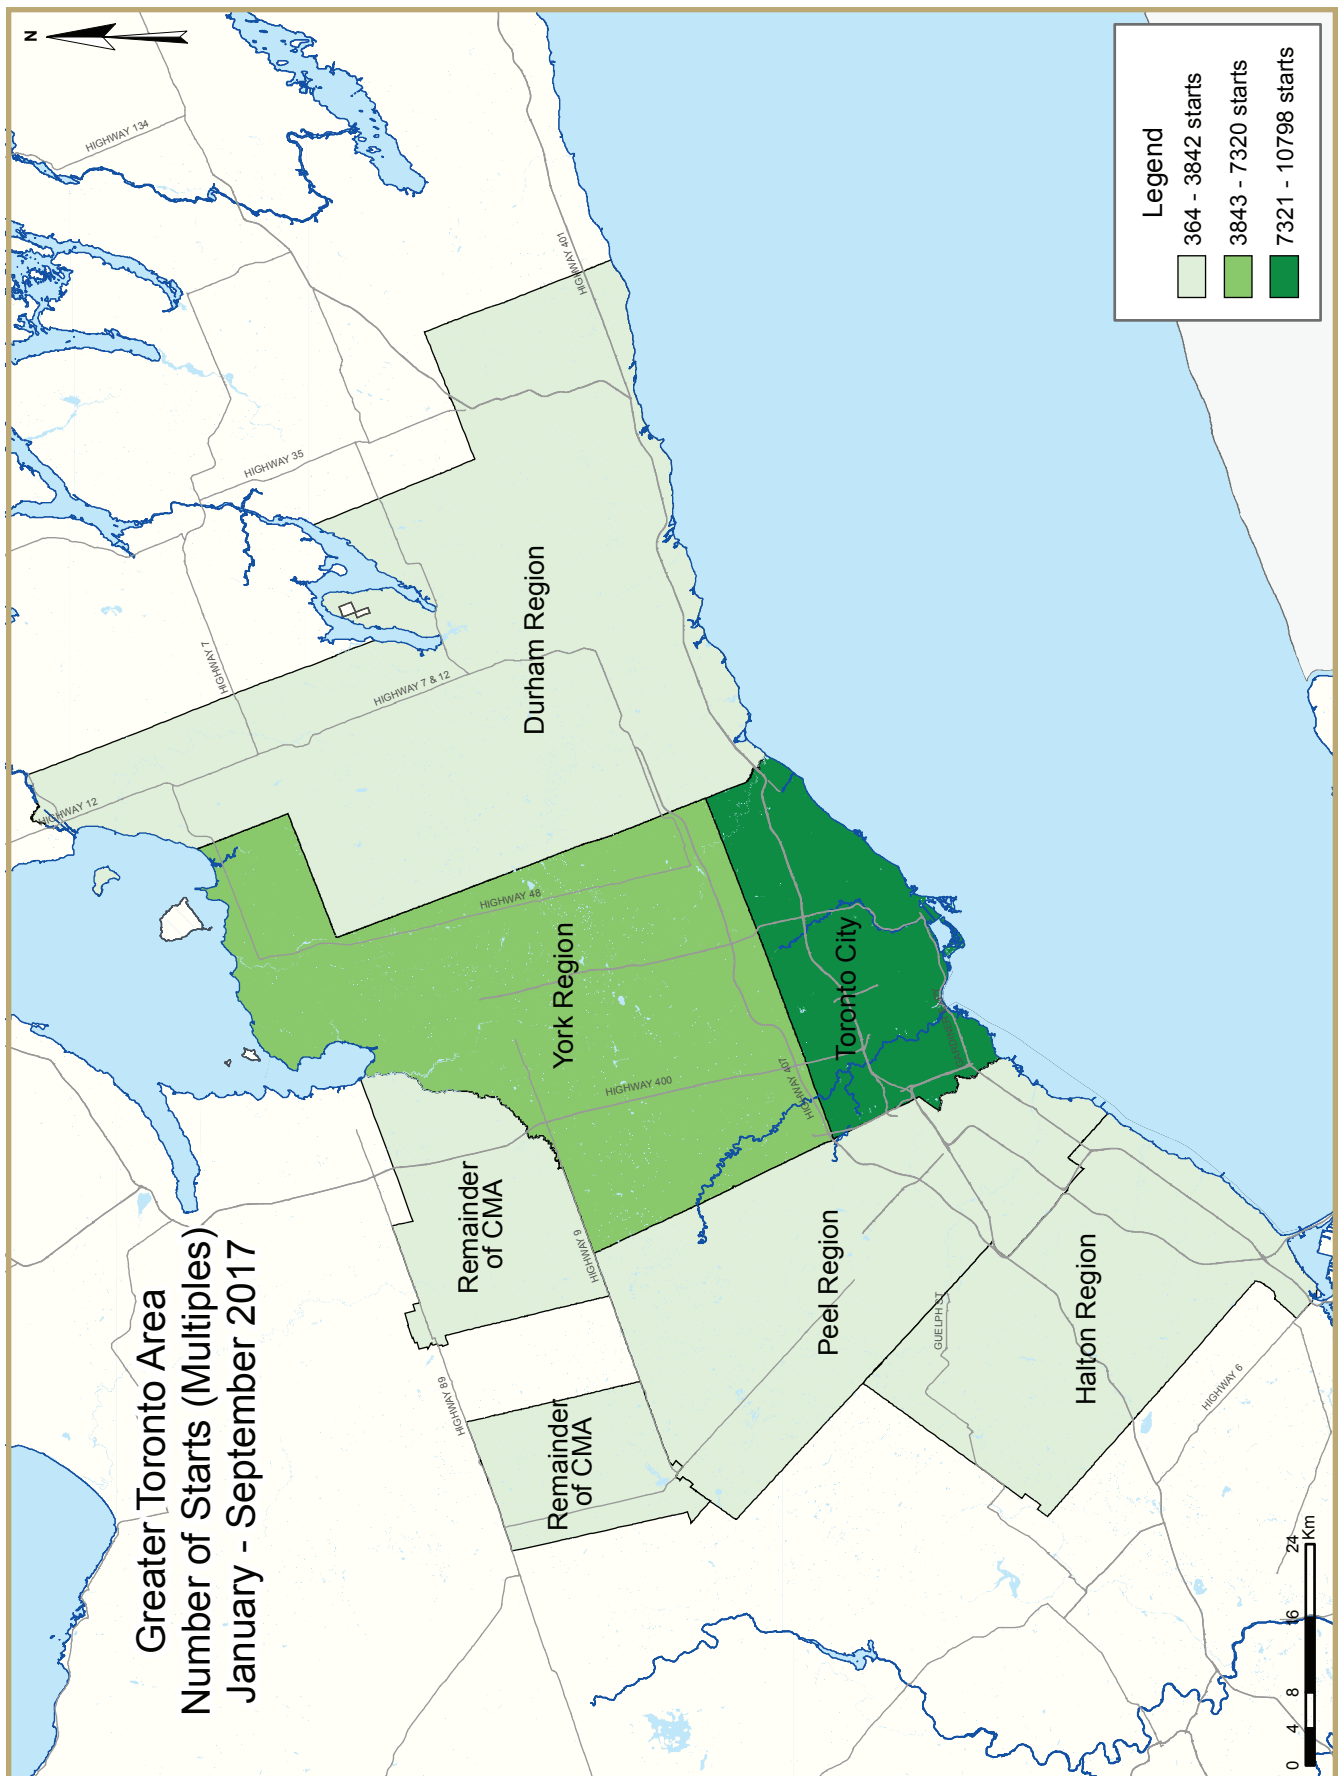 Greater Toronto Area
Number of Starts (Multiples)
January - September 2017
N
HIGHWAY 134
HIGHWAY 401
HIGHWAY 35
HIGHWAY 7
HIGHWAY 7 & 12
HIGHWAY 12
Durham Region
HIGHWAY 48
York Region
HIGHWAY 400
HIGHWAY 407
Toronto City
Remainder
of CMA
HIGHWAY 9
HIGHWAY 89
Remainder
of CMA
Peel Region
GUELPH ST
Halton Region
HIGHWAY 6
Legend
364 - 3842 starts
3843 - 7320 starts
7321 - 10798 starts
0 4 8 16 24
Km